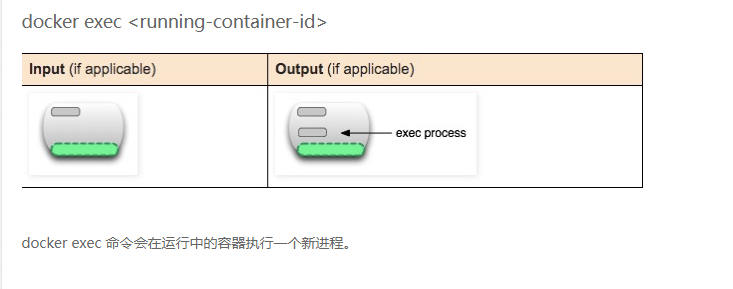 docker exec <running-container-id>
Input (if applicable)
Output (if applicable)
exec process
docker exec 命令会在运行中的容器执行一个新进程。